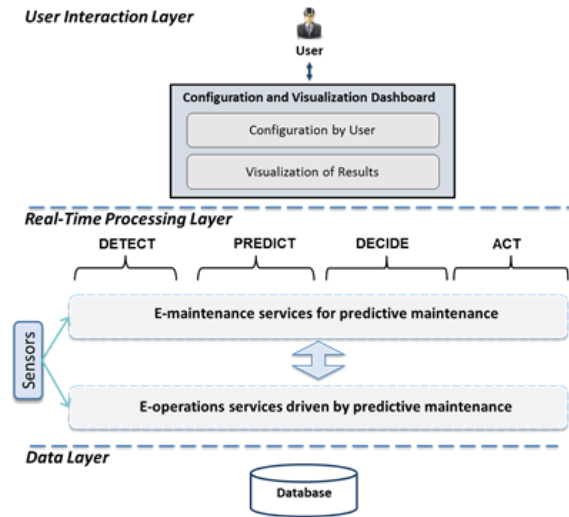 User Interaction Layer
User
Configuration and Visualization Dashboard
Configuration by User
Visualization of Results
Real-Time Processing Layer
DETECT PREDICT DECIDE ACT
E-maintenance services for predictive maintenance
Sensors
E-operations services driven by predictive maintenance
Data Layer
Database